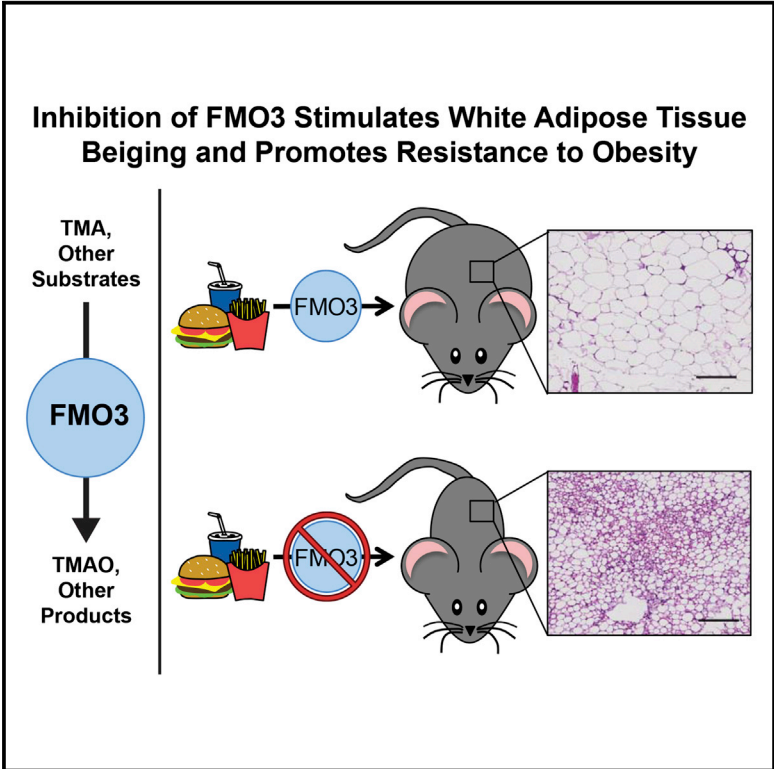 Inhibition of FMO3 Stimulates White Adipose Tissue
Beiging and Promotes Resistance to Obesity
TMA,
Other
Substrates
FMO3
TMAO,
Other
Products
FMO3
FMO3